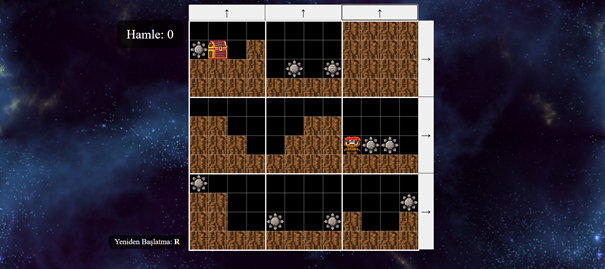 ↑ ↑ ↑
Hamle: 0
→
→
→
Yeniden Başlatma: R